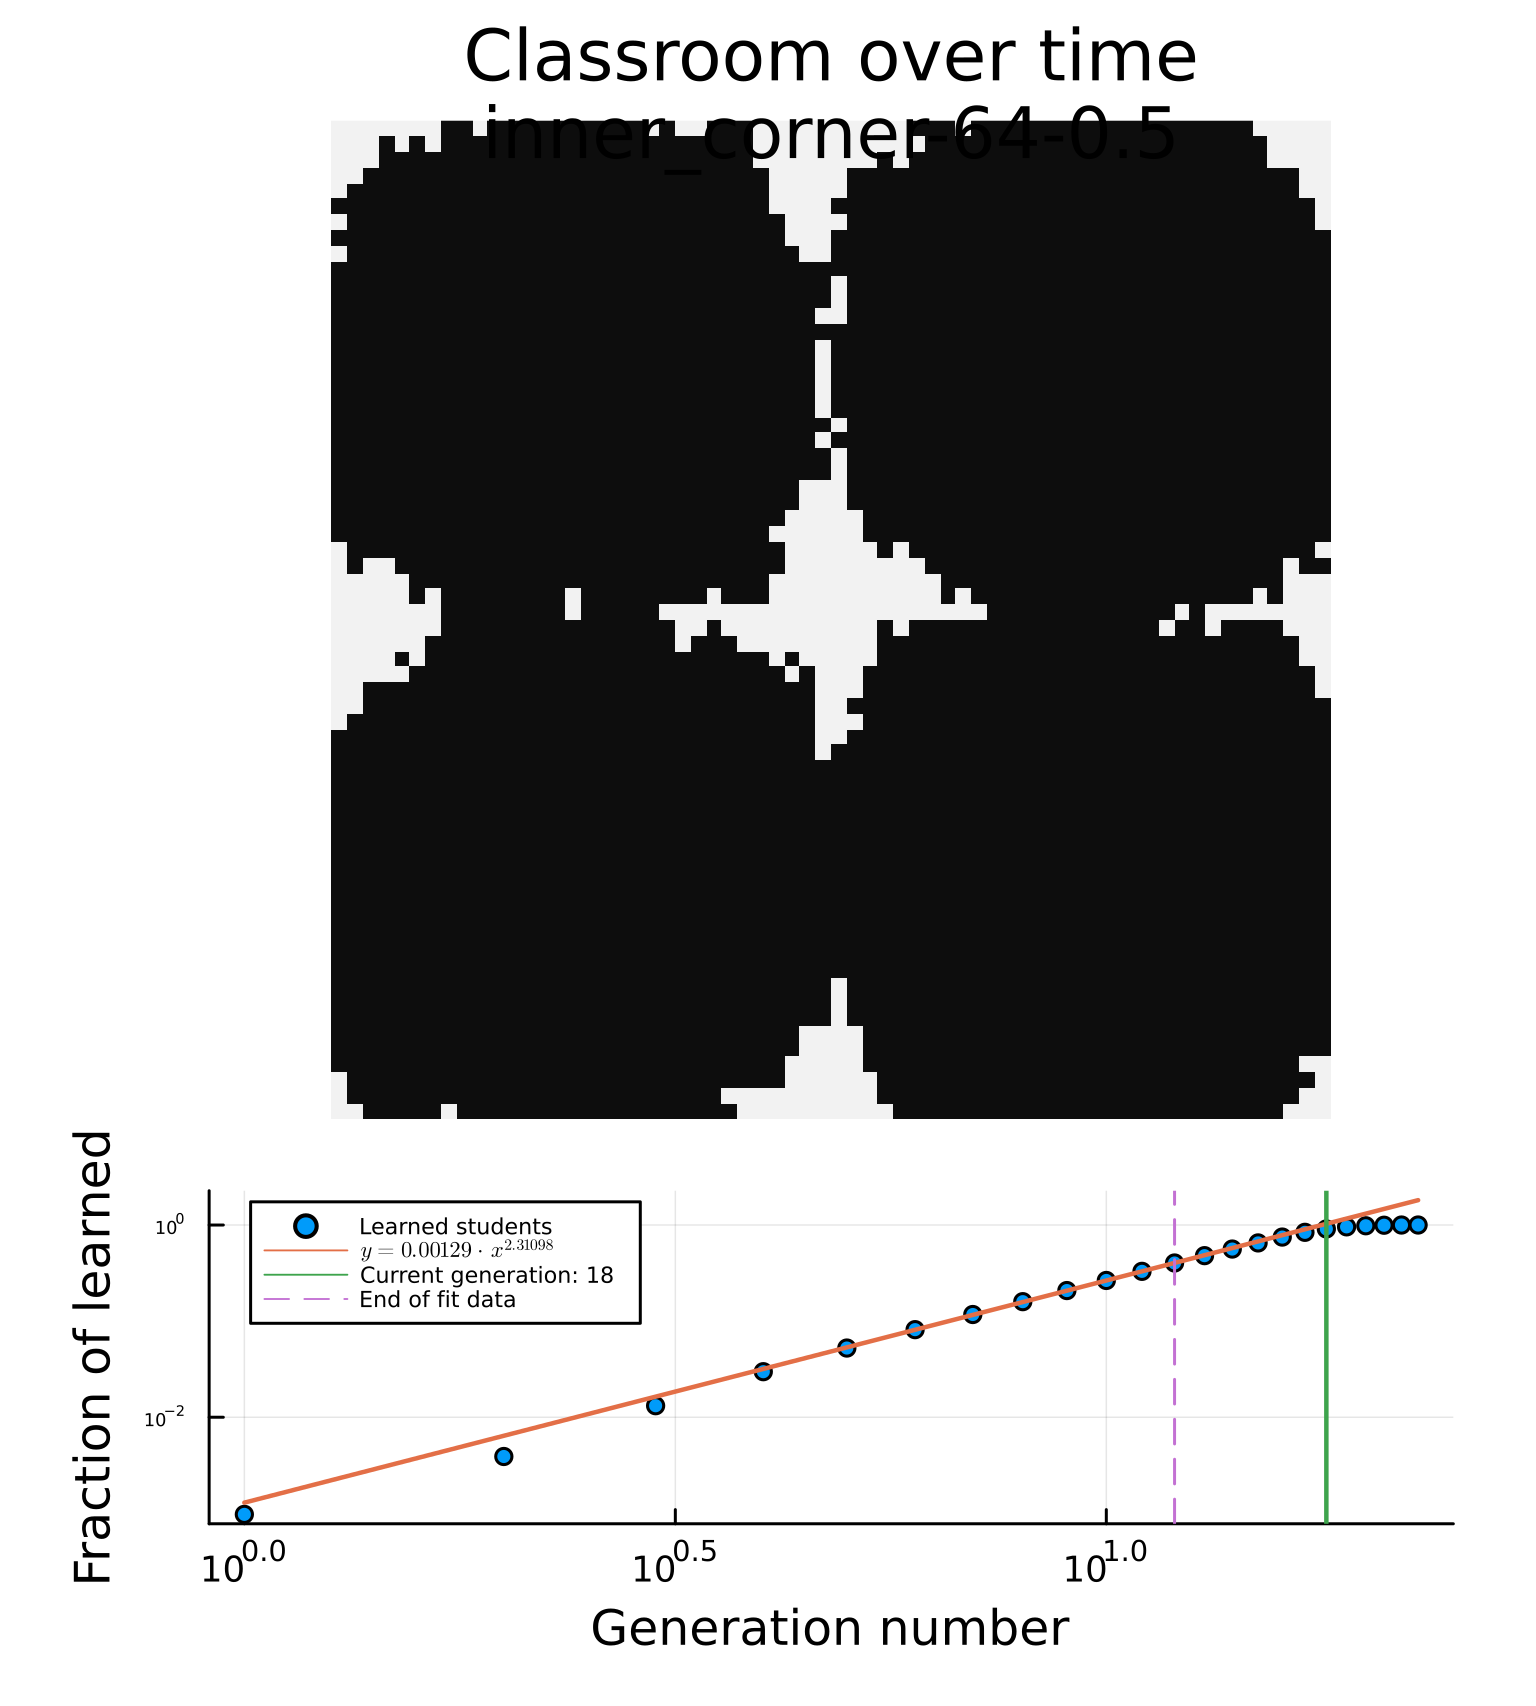 Classroom over time
inner_corner-64-0.5
Fraction of learned
10^0
10^−2
Learned students
y = 0.00129 · x^2.31098
Current generation: 18
End of fit data
10^0.0
10^0.5
10^1.0
Generation number